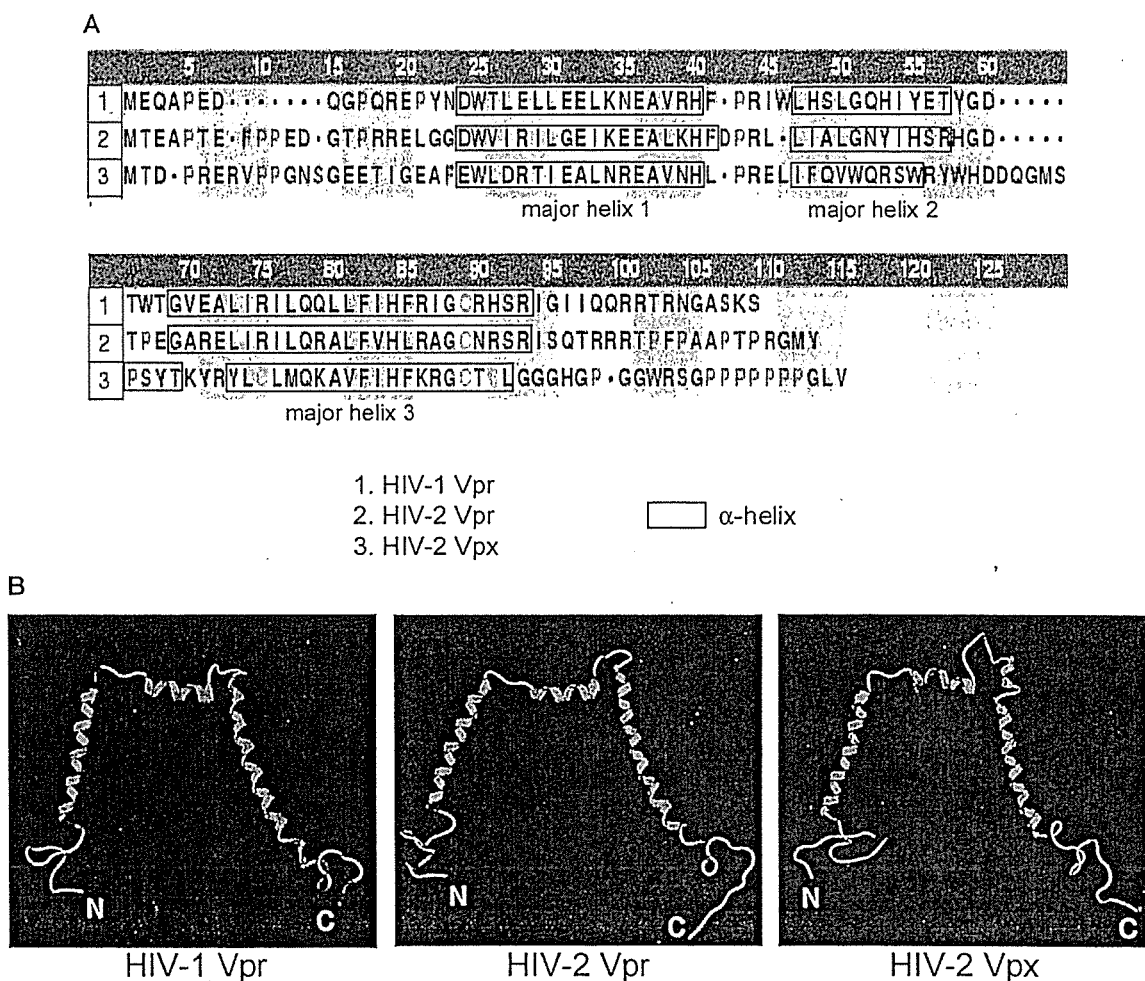 A
5 10 15 20 25 30 35 40 45 50 55 60
1 MEQAPED·······QGPQREPYNDWTLELLEELKNEAVRHF·PRIWLHSLGQHIYETYGD·····
2 MTEAPTE·FPPED·GTPRRELGGDWVIRILGEIKEEALKHFDPRL·LIALGNYIHSRHGD·····
3 MTD·PRERVPPGNSGEETIGEAFEWLDRTIEALNREAVNHL·PRELIFQVWQRSWRYWHDDQGMS
major helix 1 major helix 2
70 75 80 85 90 95 100 105 110 115 120 125
1 TWTGVEALIRILQQLLFIHFRIGCRHSRIGIIQQRRTRNGASKS
2 TPEGARELIRILQRALFVHLRAGCNRSRISQTRRRTPFPAAPTPRGMY
3 PSYTKYRYLCLMQKAVFIHFKRGCTCLGGGHGP·GGWRSGPPPPPPPGLV
major helix 3
1. HIV-1 Vpr
2. HIV-2 Vpr
3. HIV-2 Vpx
α-helix
B
N C
N C
N C
HIV-1 Vpr HIV-2 Vpr HIV-2 Vpx